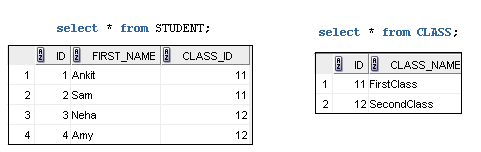 select * from STUDENT;
ID FIRST_NAME CLASS_ID
1 1 Ankit 11
2 2 Sam 11
3 3 Neha 12
4 4 Amy 12
select * from CLASS;
ID CLASS_NAME
1 11 FirstClass
2 12 SecondClass